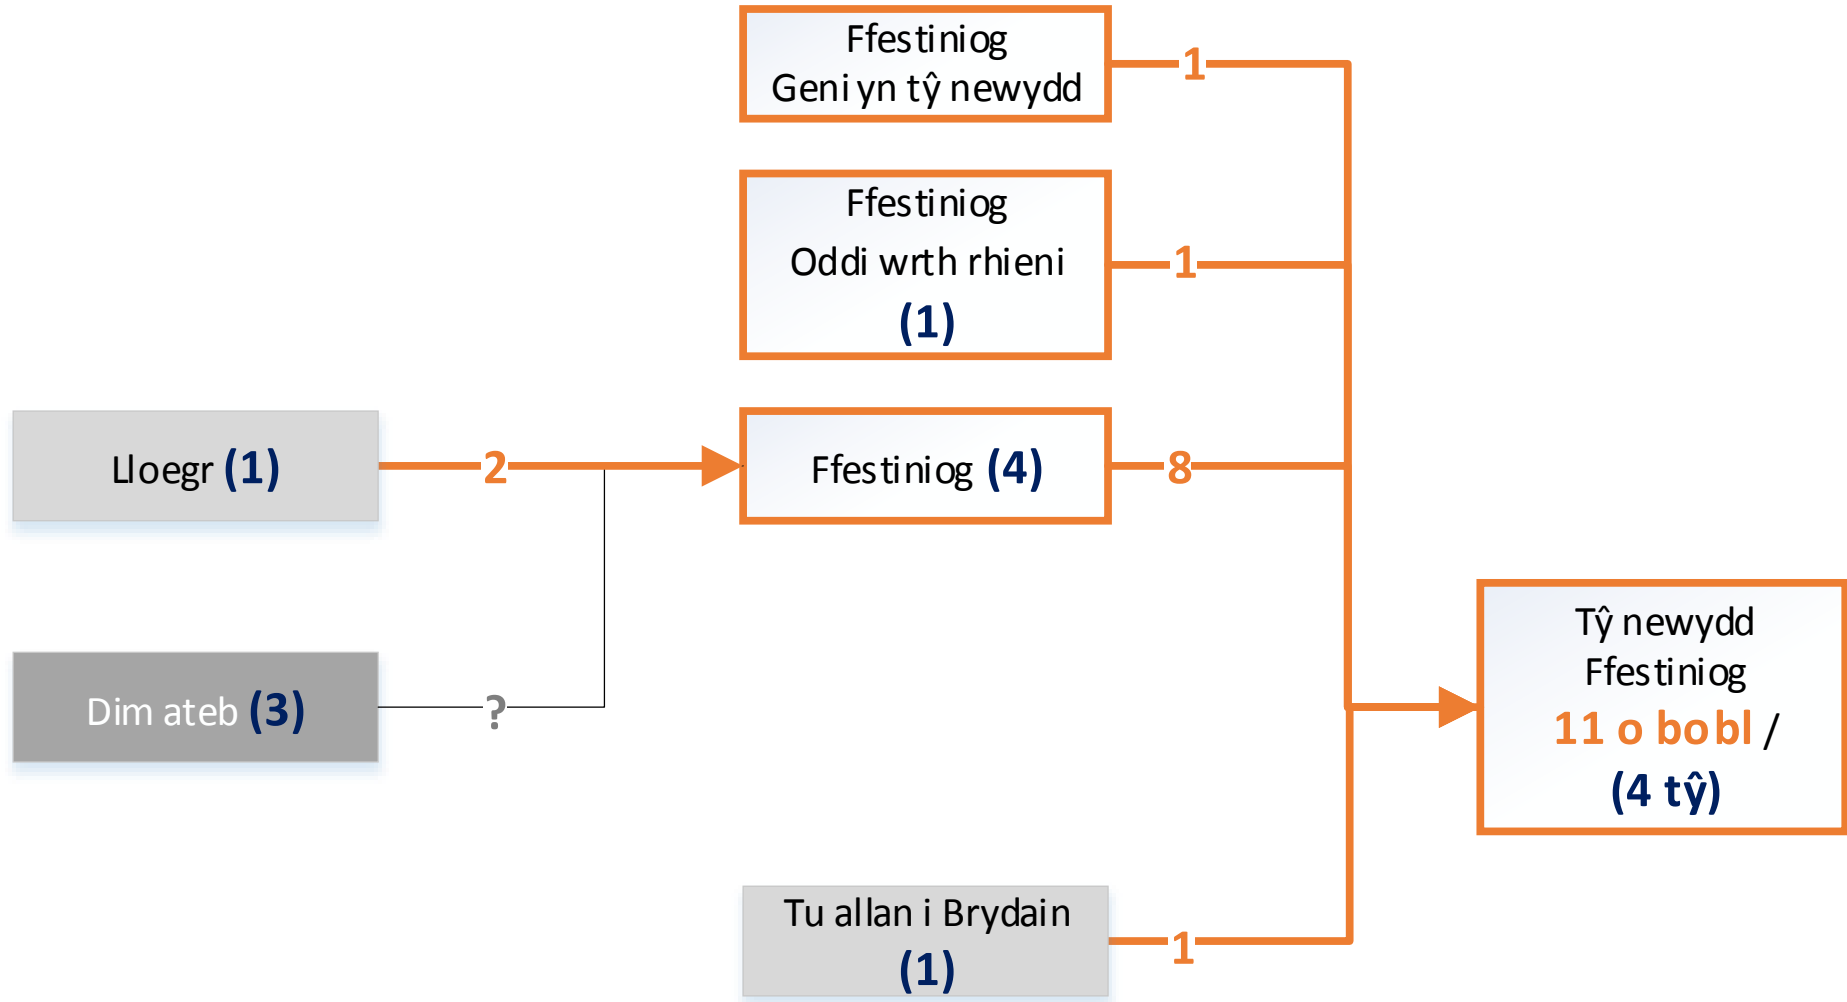 Ffestiniog
Geni yn tŷ newydd
1
Ffestiniog
Oddi wrth rhieni
(1)
1
Lloegr (1)
2
Ffestiniog (4)
8
Dim ateb (3)
?
Tŷ newydd
Ffestiniog
11 o bobl /
(4 tŷ)
Tu allan i Brydain
(1)
1